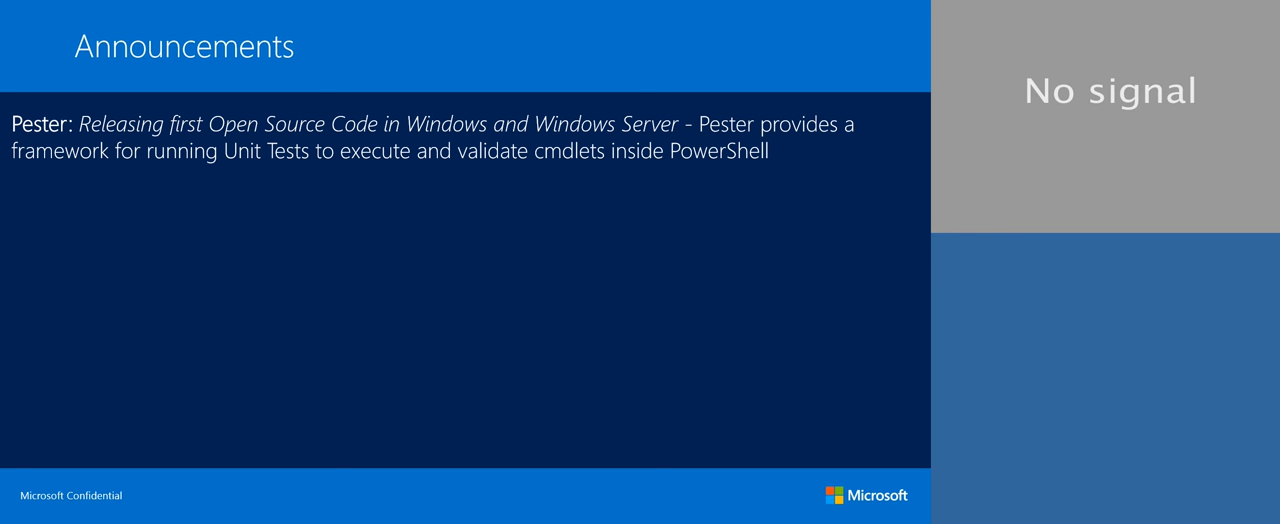 Announcements
No signal
Pester: Releasing first Open Source Code in Windows and Windows Server - Pester provides a
framework for running Unit Tests to execute and validate cmdlets inside PowerShell
Microsoft Confidential
Microsoft